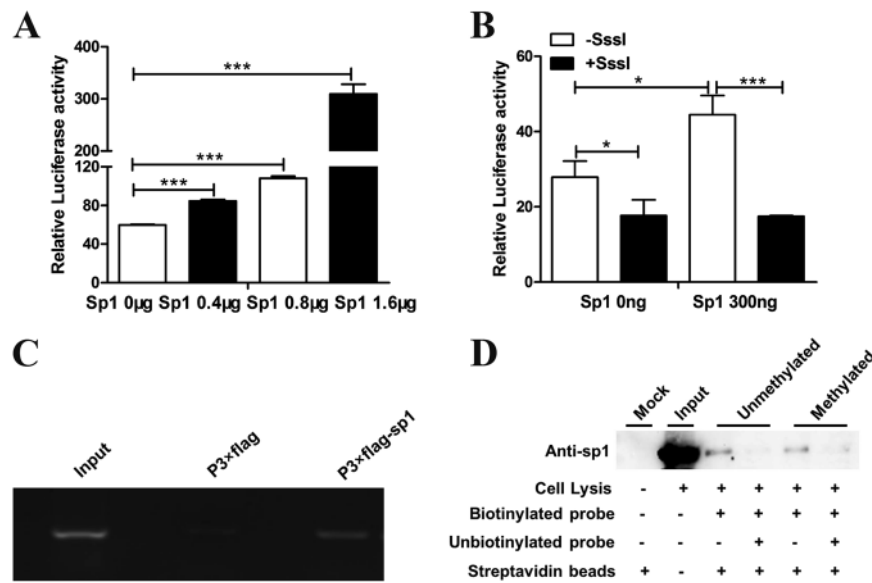 A
Relative Luciferase activity
400
300
200
120
80
40
0
***
***
***
Sp1 0μg Sp1 0.4μg Sp1 0.8μg Sp1 1.6μg
B
-SssI
+SssI
Relative Luciferase activity
60
40
20
0
*
***
*
Sp1 0ng Sp1 300ng
C
Input
P3×flag
P3×flag-sp1
D
Mock
Input
Unmethylated
Methylated
Anti-sp1
Cell Lysis - + + + + +
Biotinylated probe - - + + + +
Unbiotinylated probe - - - + - +
Streptavidin beads + - + + + +